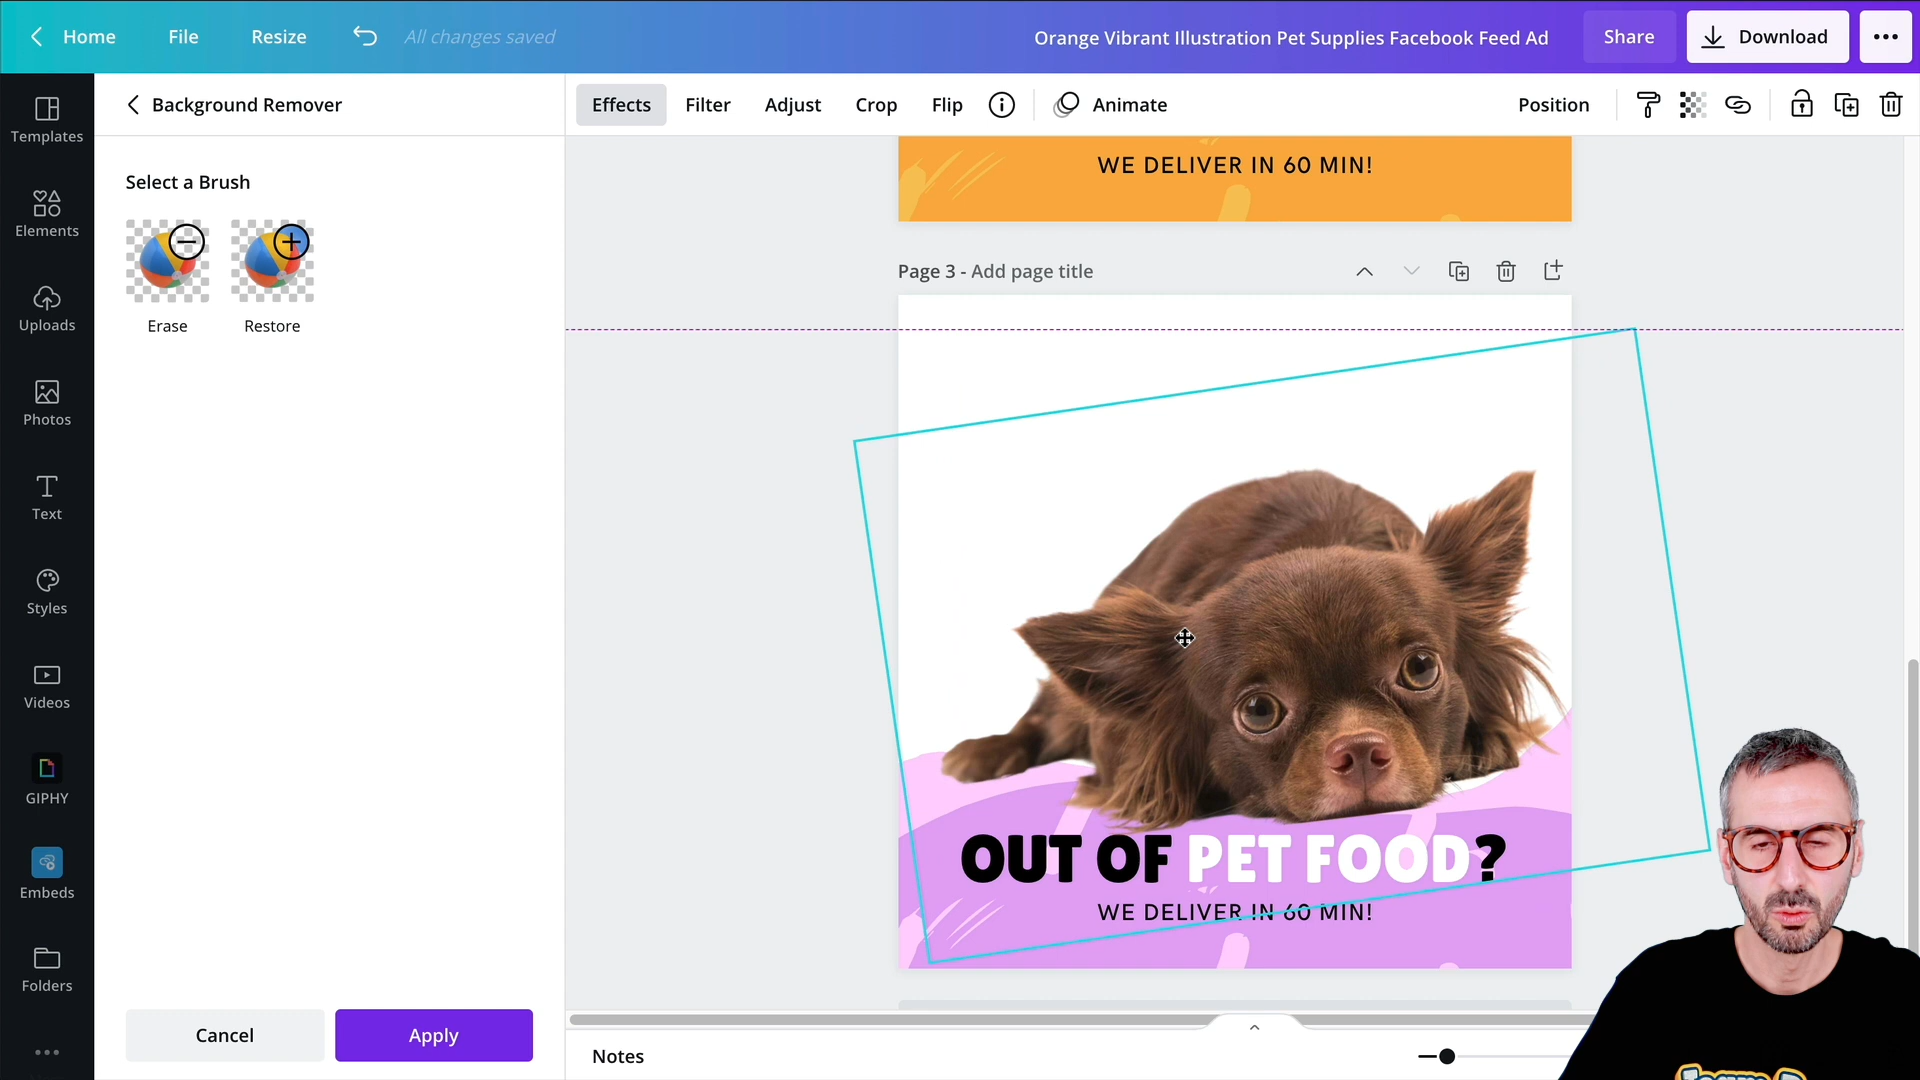 Home
File
Resize
All changes saved
Orange Vibrant Illustration Pet Supplies Facebook Feed Ad
Share
Download
Templates
Elements
Uploads
Photos
Text
Styles
Videos
GIPHY
Embeds
Folders
Background Remover
Select a Brush
Erase
Restore
Cancel
Apply
Effects
Filter
Adjust
Crop
Flip
Animate
Position
WE DELIVER IN 60 MIN!
Page 3 - Add page title
OUT OF PET FOOD?
WE DELIVER IN 60 MIN!
Notes